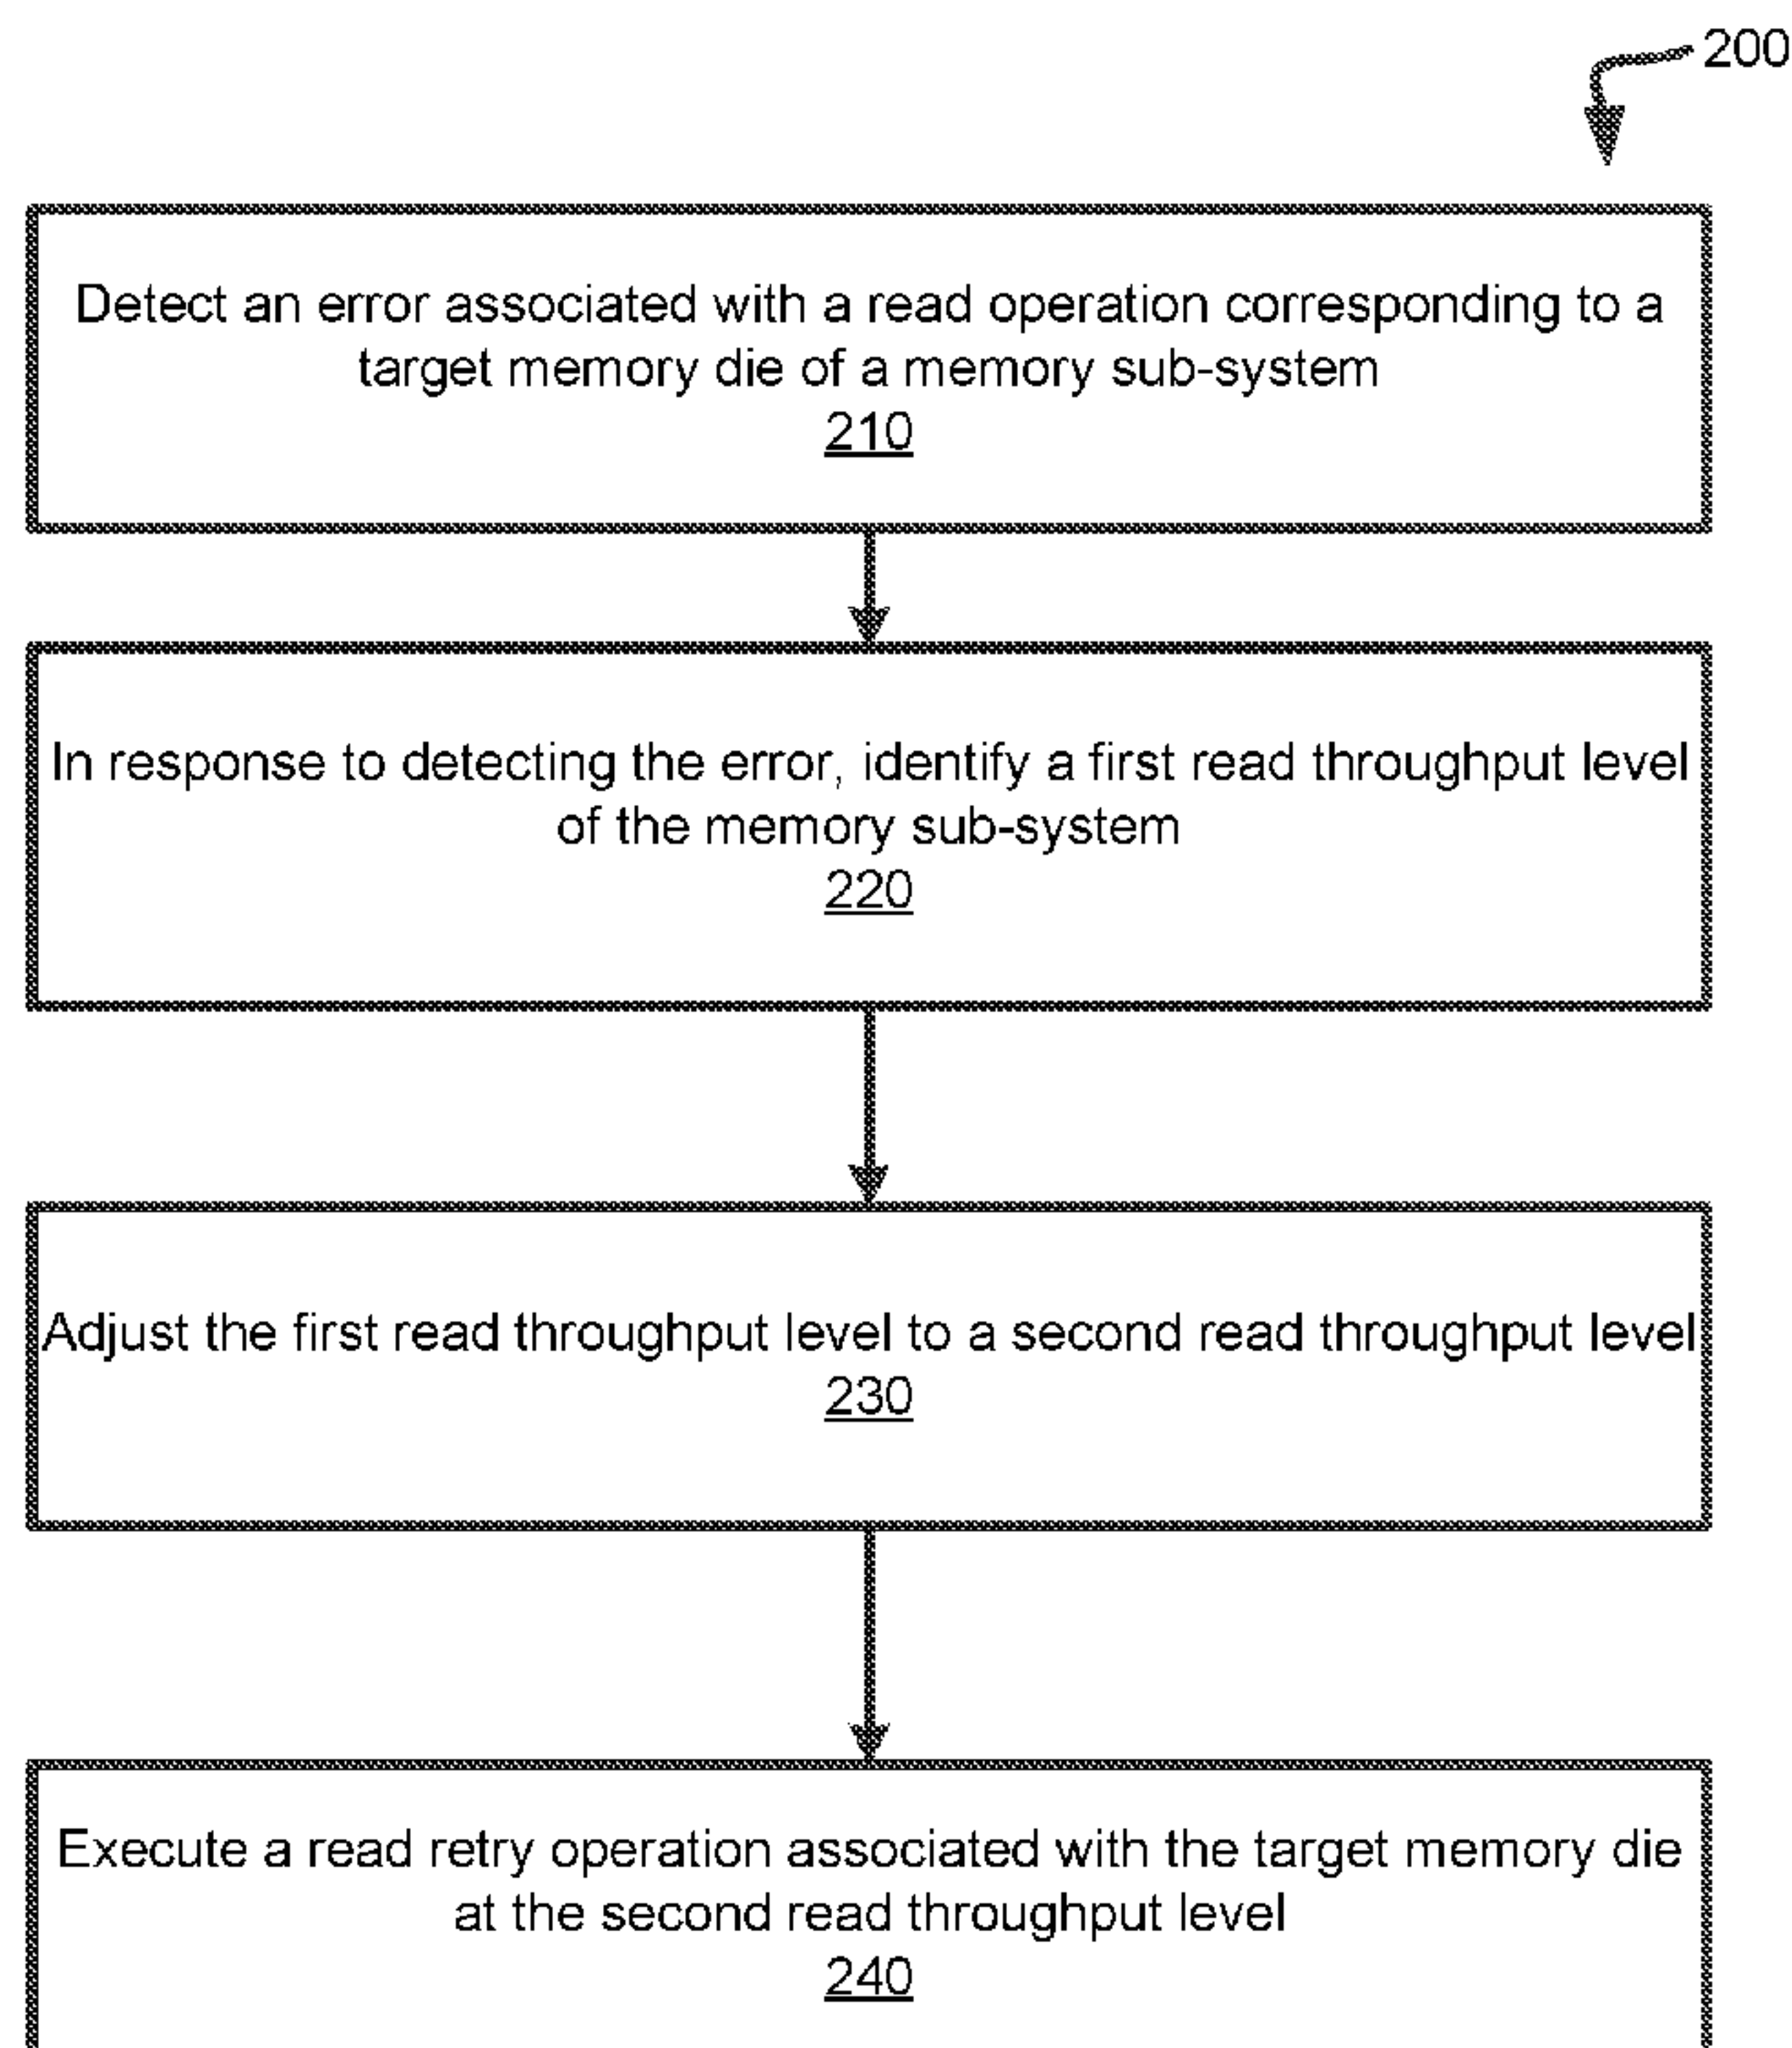 200
Detect an error associated with a read operation corresponding to a
target memory die of a memory sub-system
210
In response to detecting the error, identify a first read throughput level
of the memory sub-system
220
Adjust the first read throughput level to a second read throughput level
230
Execute a read retry operation associated with the target memory die
at the second read throughput level
240